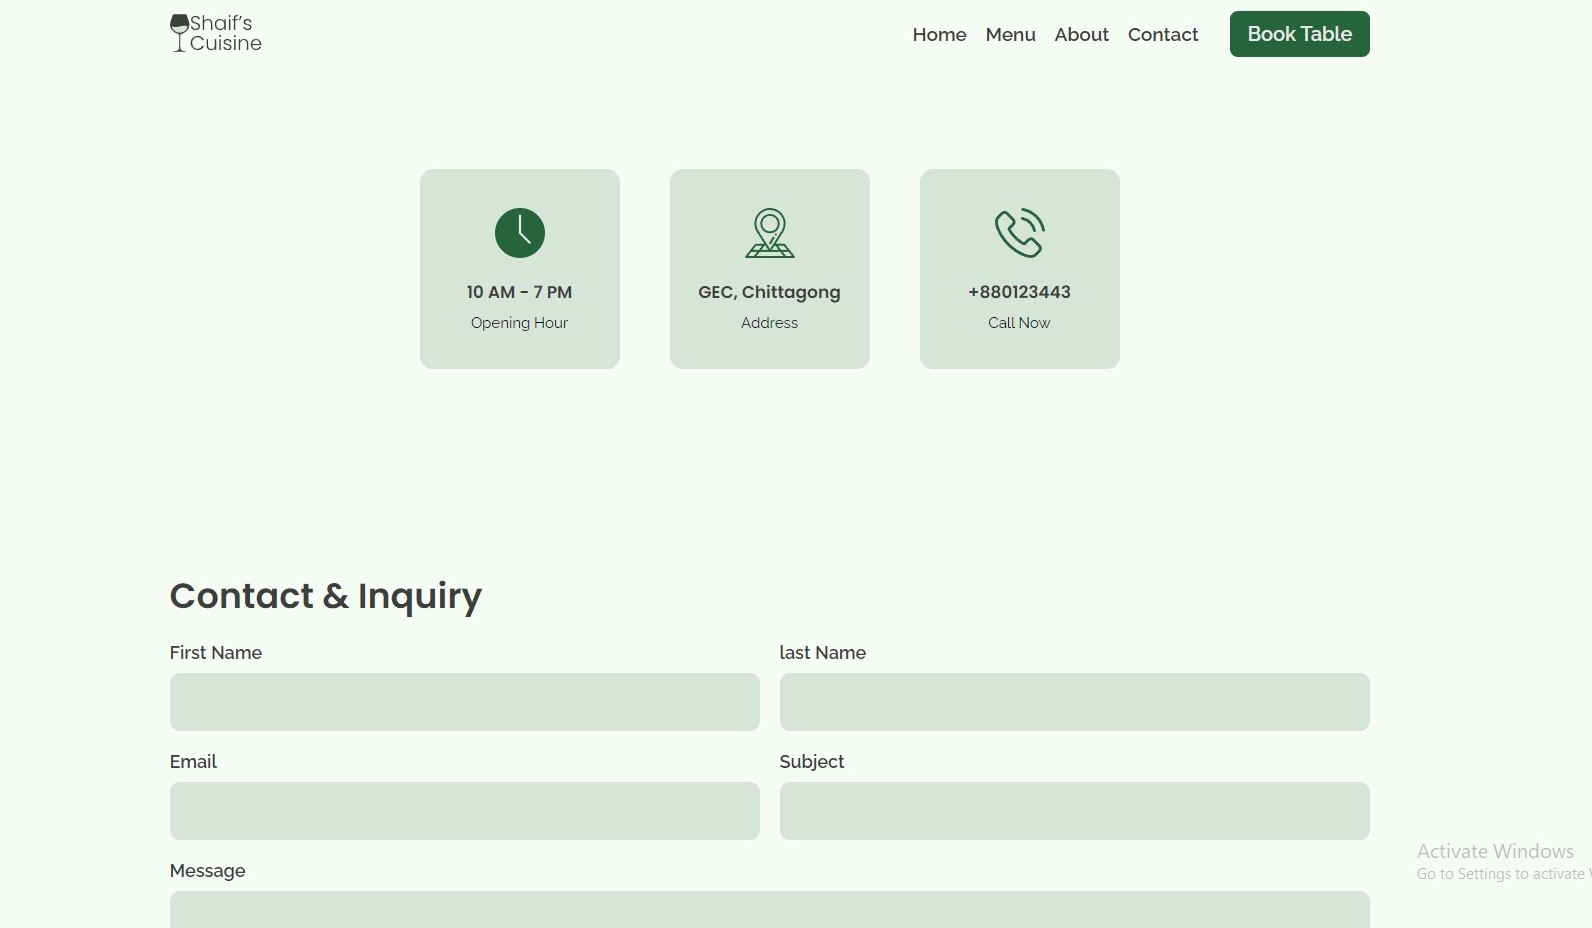 Shaif's
Cuisine
Home Menu About Contact Book Table
10 AM - 7 PM
Opening Hour
GEC, Chittagong
Address
+880123443
Call Now
Contact & Inquiry
First Name
last Name
Email
Subject
Message
Activate Windows
Go to Settings to activate W